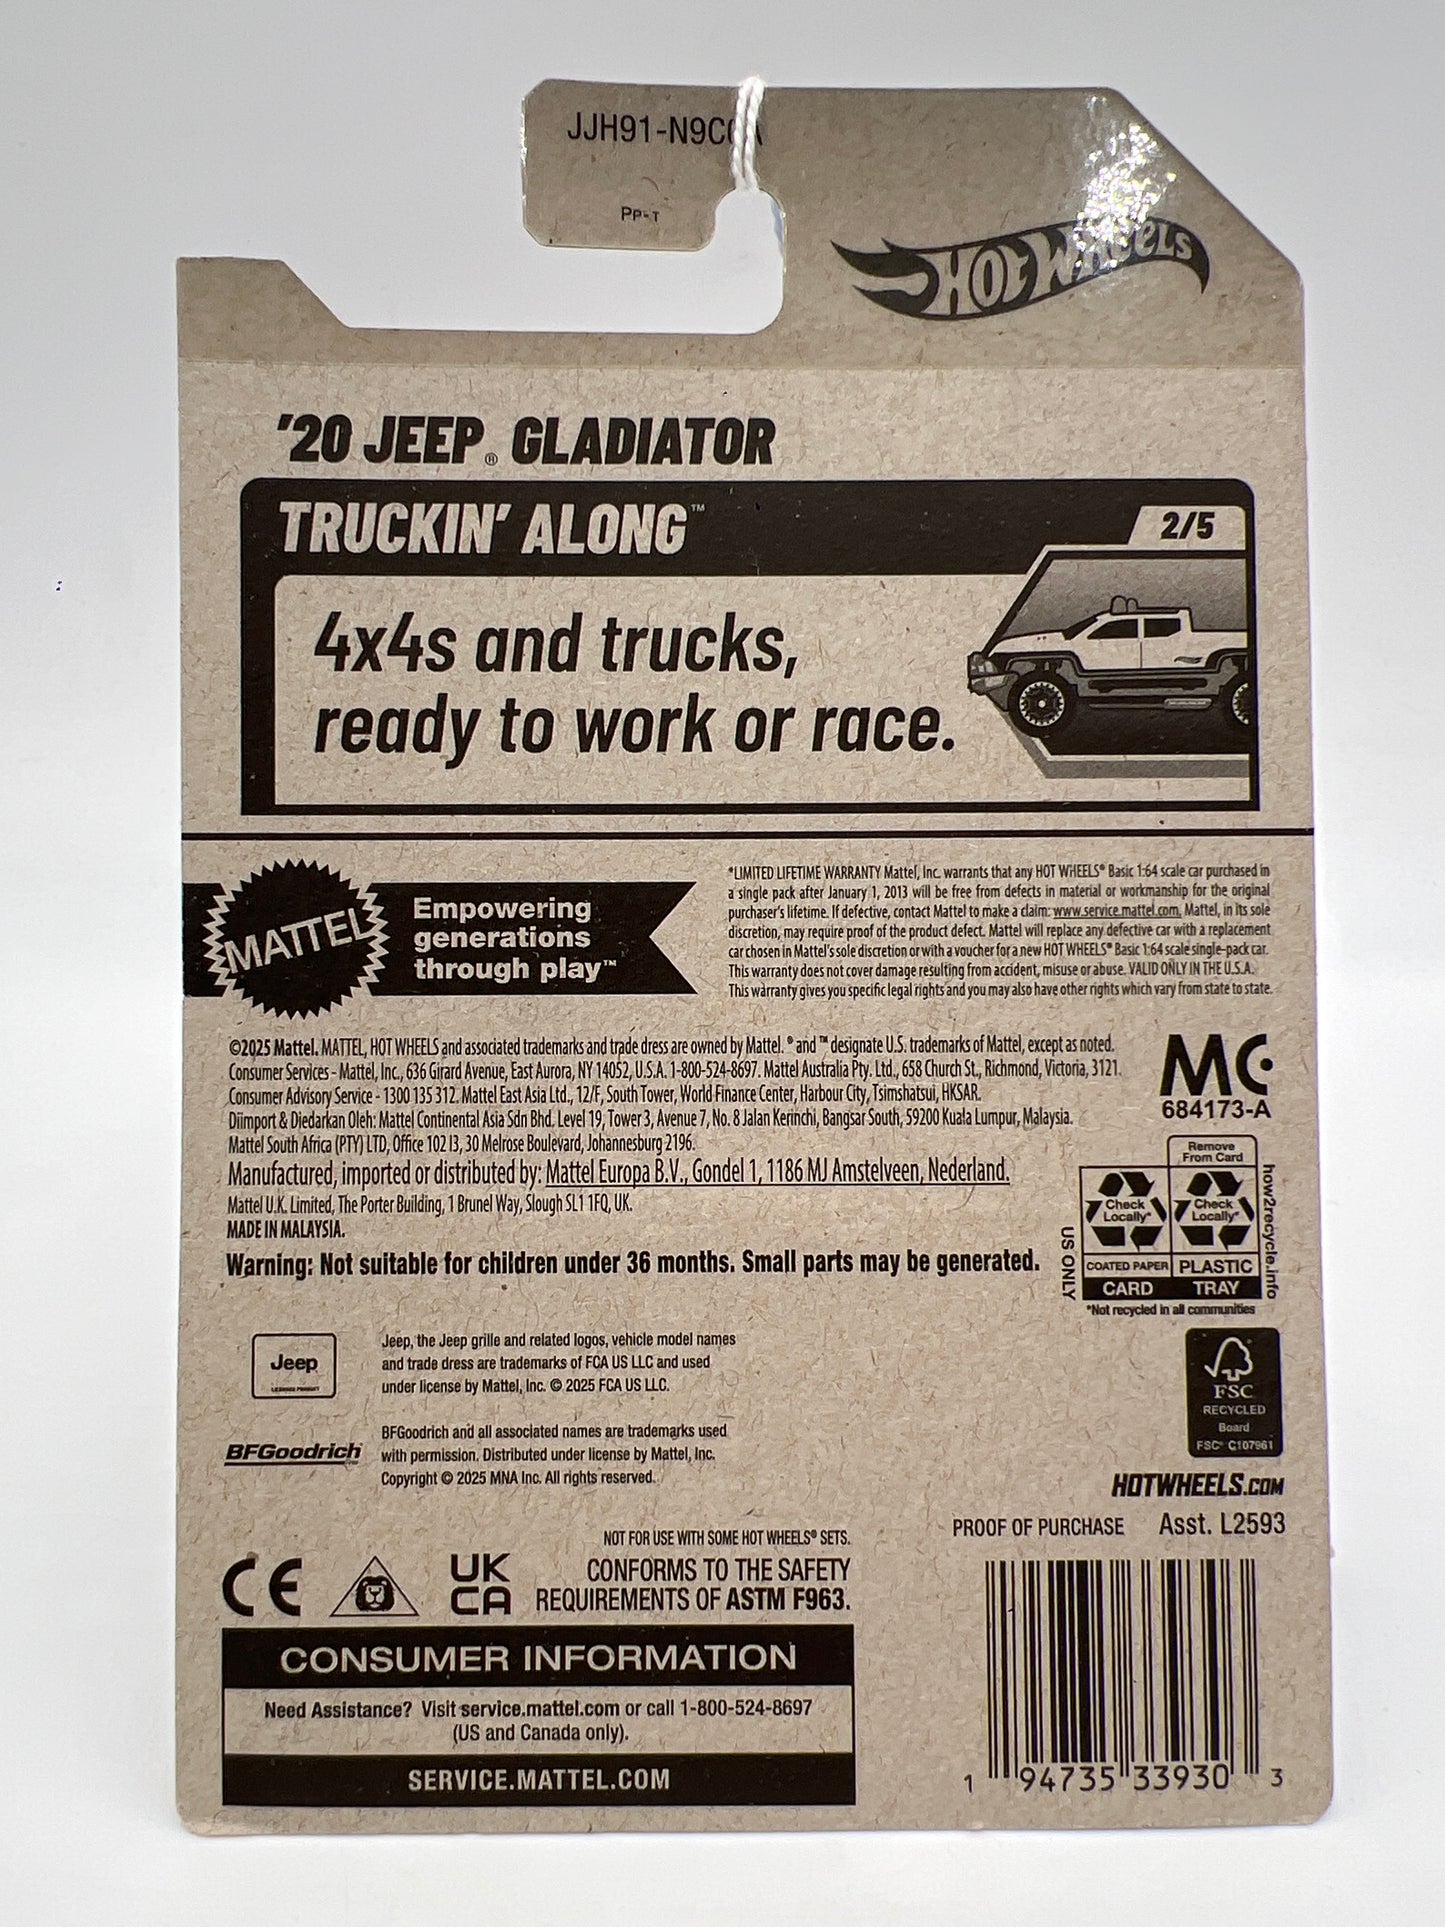 JJH91-N9C
PP-T
HOT WHEELS
'20 JEEP® GLADIATOR
TRUCKIN' ALONG™
2/5
4x4s and trucks,
ready to work or race.
MATTEL
Empowering
generations
through play™
*LIMITED LIFETIME WARRANTY Mattel, Inc. warrants that any HOT WHEELS® Basic 1:64 scale car purchased in
a single pack after January 1, 2013 will be free from defects in material or workmanship for the original
purchaser's lifetime. If defective, contact Mattel to make a claim: www.service.mattel.com. Mattel, in its sole
discretion, may require proof of the product defect. Mattel will replace any defective car with a replacement
car chosen in Mattel's sole discretion or with a voucher for a new HOT WHEELS® Basic 1:64 scale single-pack car.
This warranty does not cover damage resulting from accident, misuse or abuse. VALID ONLY IN THE U.S.A.
This warranty gives you specific legal rights and you may also have other rights which vary from state to state.
©2025 Mattel. MATTEL, HOT WHEELS and associated trademarks and trade dress are owned by Mattel. ® and ™ designate U.S. trademarks of Mattel, except as noted.
Consumer Services - Mattel, Inc., 636 Girard Avenue, East Aurora, NY 14052, U.S.A. 1-800-524-8697. Mattel Australia Pty. Ltd., 658 Church St., Richmond, Victoria, 3121.
Consumer Advisory Service - 1300 135 312. Mattel East Asia Ltd., 12/F, South Tower, World Finance Center, Harbour City, Tsimshatsui, HKSAR.
Diimport & Diedarkan Oleh: Mattel Continental Asia Sdn Bhd. Level 19, Tower 3, Avenue 7, No. 8 Jalan Kerinchi, Bangsar South, 59200 Kuala Lumpur, Malaysia.
Mattel South Africa (PTY) LTD, Office 102 I3, 30 Melrose Boulevard, Johannesburg 2196.
Manufactured, imported or distributed by: Mattel Europa B.V., Gondel 1, 1186 MJ Amstelveen, Nederland.
Mattel U.K. Limited, The Porter Building, 1 Brunel Way, Slough SL1 1FQ, UK.
MADE IN MALAYSIA.
Warning: Not suitable for children under 36 months. Small parts may be generated.
MC
684173-A
Remove
From Card
Check
Locally*
Check
Locally*
COATED PAPER
PLASTIC
CARD
TRAY
US ONLY
how2recycle.info
*Not recycled in all communities
Jeep
LICENSED PRODUCT
Jeep, the Jeep grille and related logos, vehicle model names
and trade dress are trademarks of FCA US LLC and used
under license by Mattel, Inc. © 2025 FCA US LLC.
FSC
RECYCLED
Board
FSC® C107961
BFGoodrich
BFGoodrich and all associated names are trademarks used
with permission. Distributed under license by Mattel, Inc.
Copyright © 2025 MNA Inc. All rights reserved.
HOTWHEELS.COM
PROOF OF PURCHASE
Asst. L2593
NOT FOR USE WITH SOME HOT WHEELS® SETS.
CE
UK
CA
CONFORMS TO THE SAFETY
REQUIREMENTS OF ASTM F963.
CONSUMER INFORMATION
Need Assistance? Visit service.mattel.com or call 1-800-524-8697
(US and Canada only).
SERVICE.MATTEL.COM
1 94735 33930 3